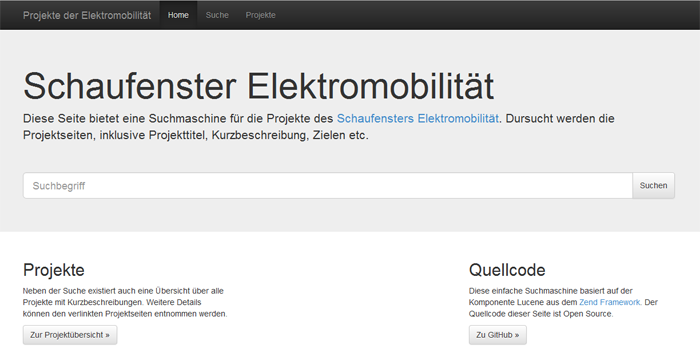 Projekte der Elektromobilität Home Suche Projekte
Schaufenster Elektromobilität
Diese Seite bietet eine Suchmaschine für die Projekte des Schaufensters Elektromobilität. Dursucht werden die
Projektseiten, inklusive Projekttitel, Kurzbeschreibung, Zielen etc.
Suchbegriff Suchen
Projekte
Neben der Suche existiert auch eine Übersicht über alle
Projekte mit Kurzbeschreibungen. Weitere Details
können den verlinkten Projektseiten entnommen werden.
Zur Projektübersicht »
Quellcode
Diese einfache Suchmaschine basiert auf der
Komponente Lucene aus dem Zend Framework. Der
Quellcode dieser Seite ist Open Source.
Zu GitHub »